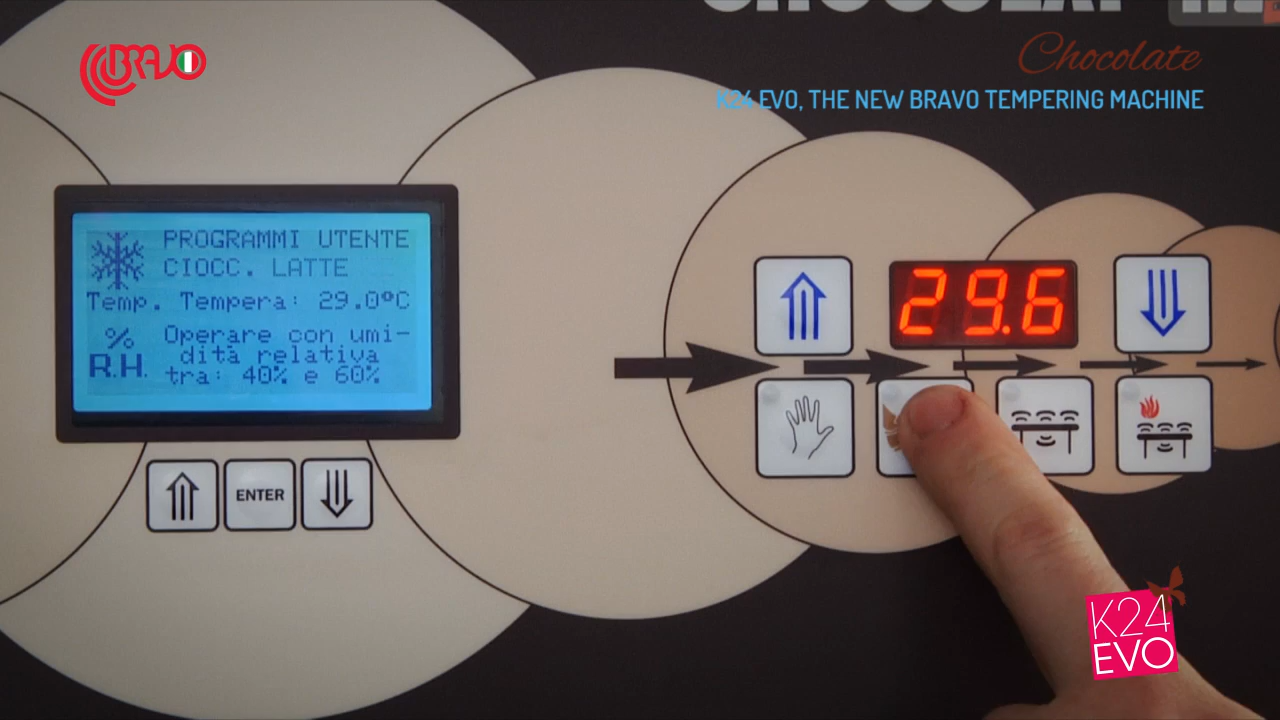 BRAVO
Chocolate
K24 EVO, THE NEW BRAVO TEMPERING MACHINE
PROGRAMMI UTENTE
CIOCC. LATTE
Temp. Tempera: 29.0ºC
% Operare con umi-
dità relativa
R.H. tra: 40% e 60%
29.6
ENTER
K24
EVO